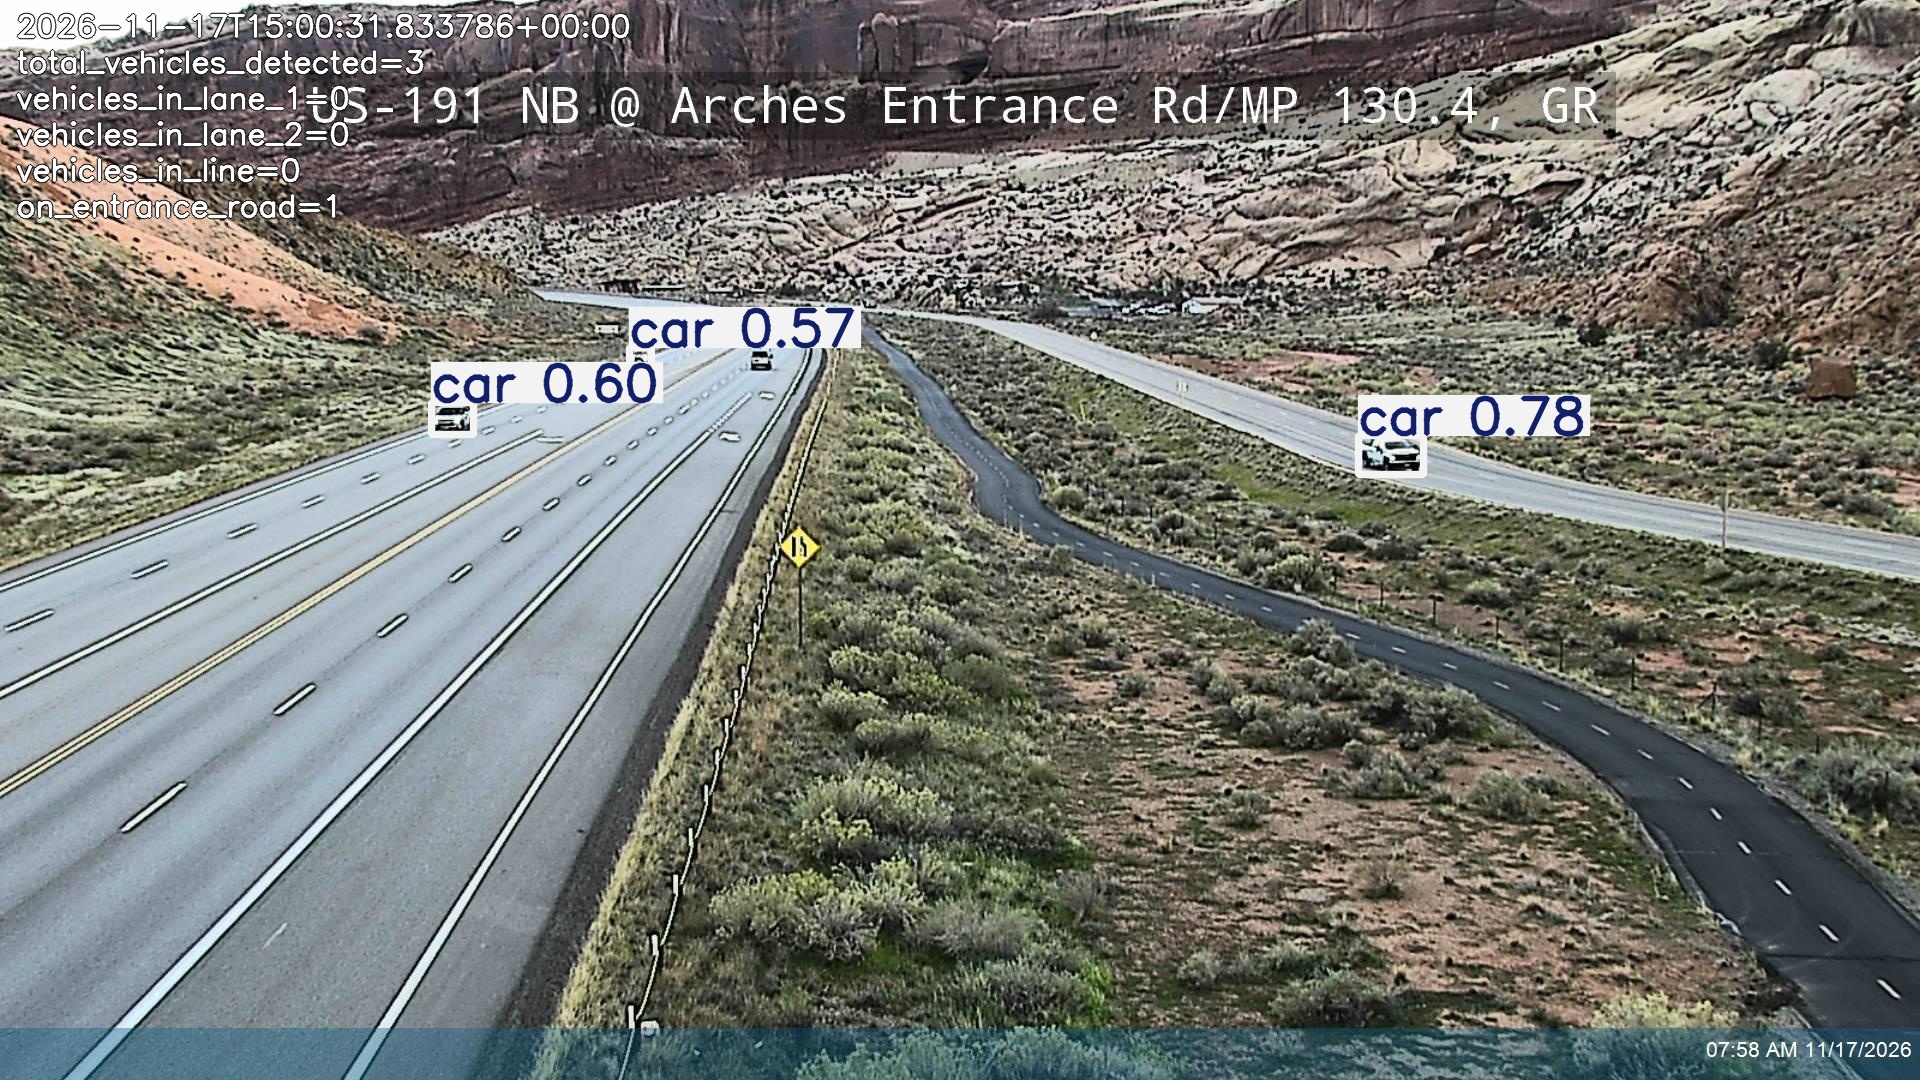 2026-11-17T15:00:31.833786+00:00
total_vehicles_detected=3
vehicles_in_lane_1=0
US-191 NB @ Arches Entrance Rd/MP 130.4, GR
vehicles_in_lane_2=0
vehicles_in_line=0
on_entrance_road=1
car 0.57
car 0.60
car 0.78
07:58 AM 11/17/2026